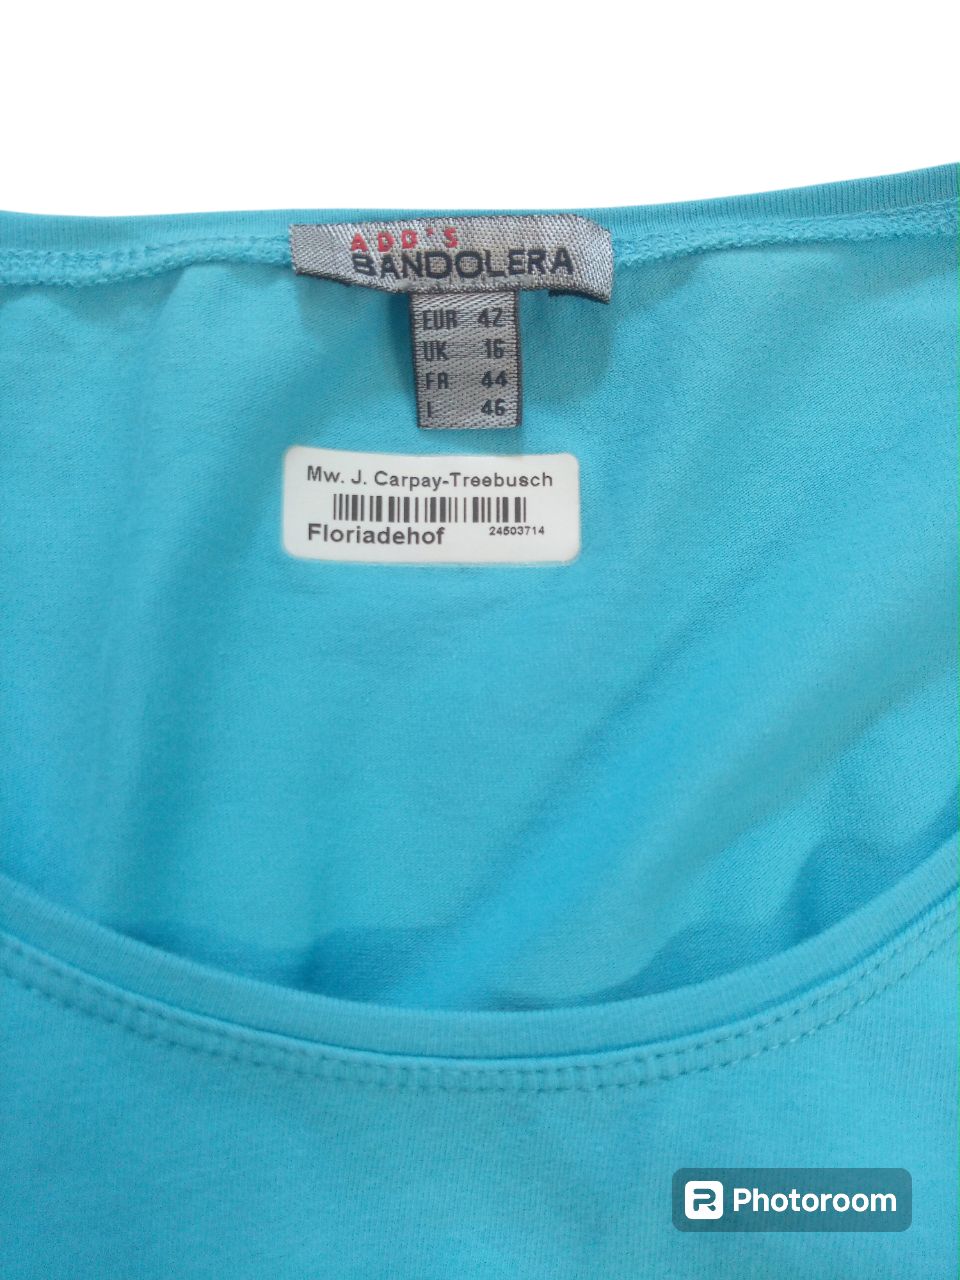 ADD'S
BANDOLERA
EUR 42
UK 16
FR 44
I 46
Mw. J. Carpay-Treebusch
Floriadehof 24503714
Photoroom